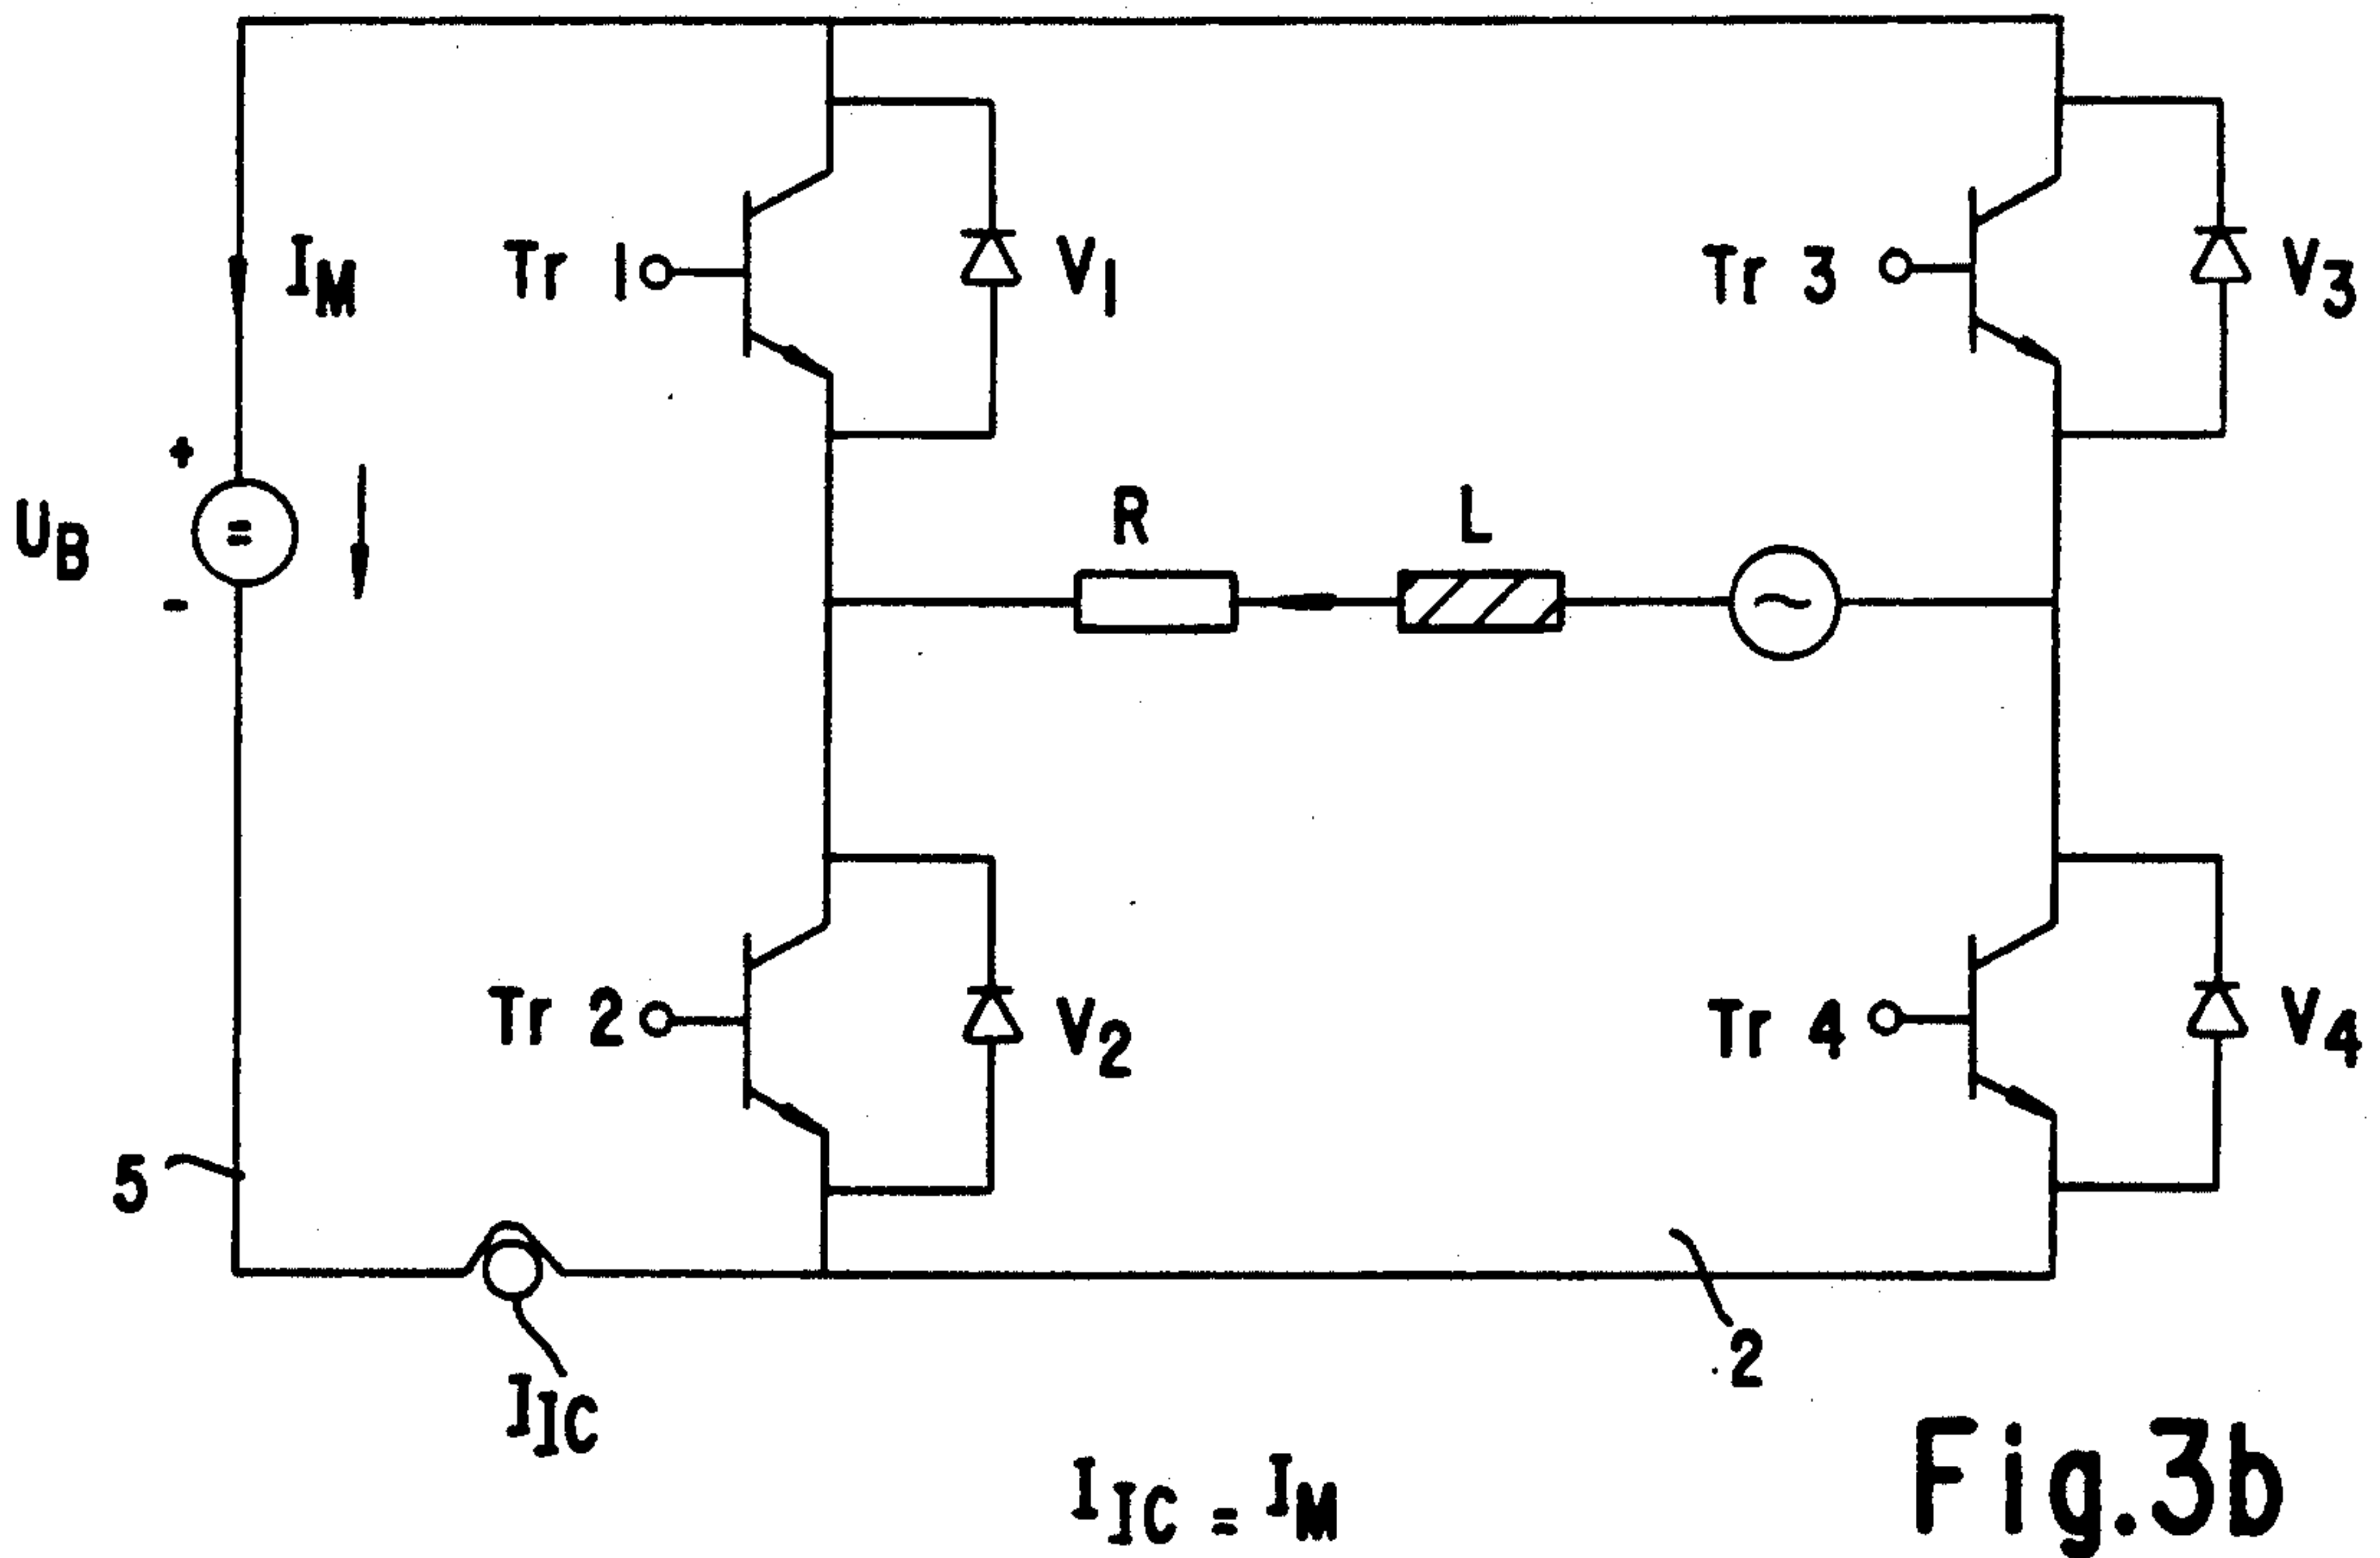 I_M
Tr 1
V_1
Tr 3
V_3
+
U_B
=
-
R
L
~
Tr 2
V_2
Tr 4
V_4
5
2
I_IC
I_IC = I_M
Fig.3b